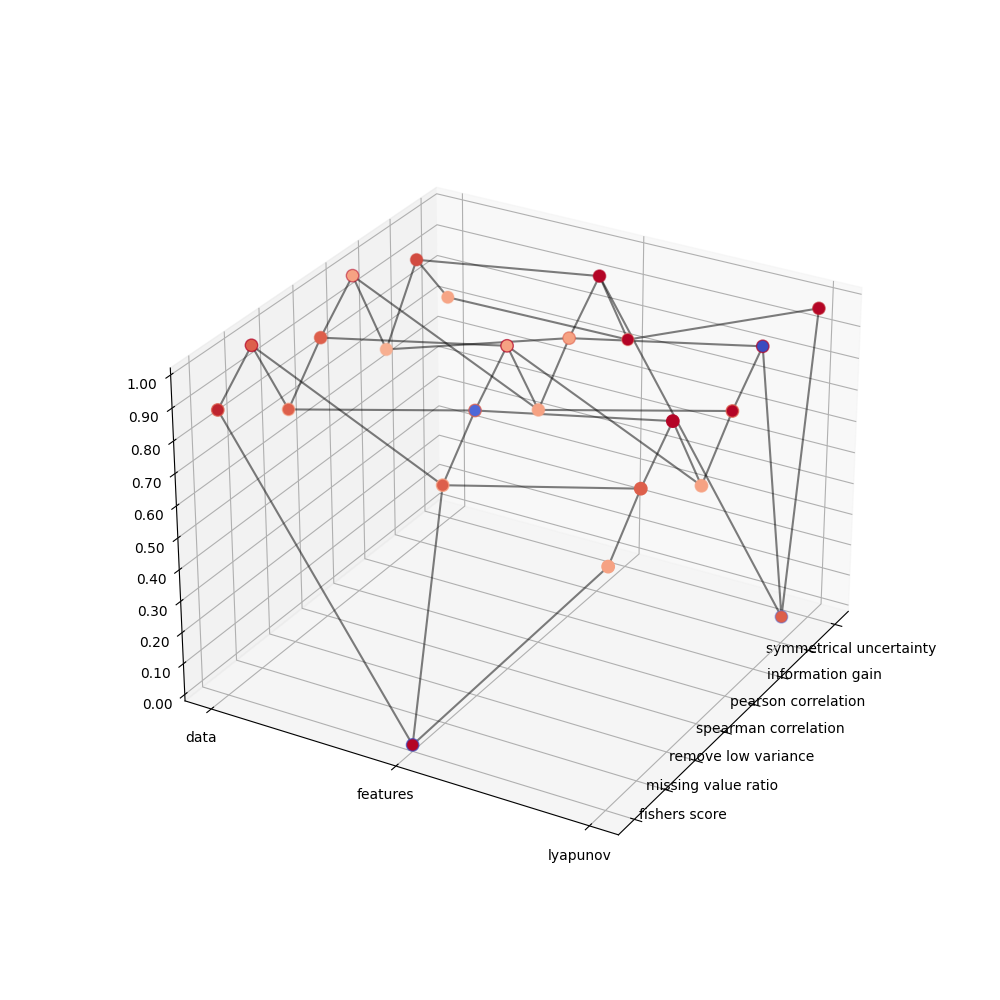 1.00
0.90
0.80
0.70
0.60
0.50
0.40
0.30
0.20
0.10
0.00
data
features
lyapunov
symmetrical uncertainty
information gain
pearson correlation
spearman correlation
remove low variance
missing value ratio
fishers score